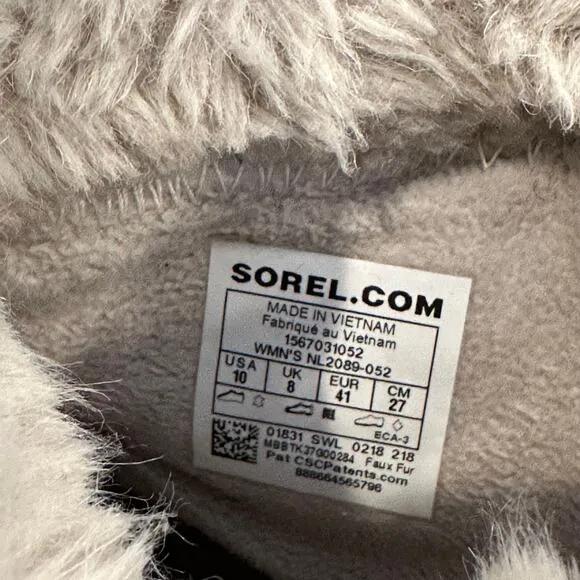 SOREL.COM
MADE IN VIETNAM
Fabriqué au Vietnam
1567031052
WMN'S NL2089-052
USA UK EUR CM
10 8 41 27
ECA-3
01831 SWL 0218 218
MBBTK37G00284 Faux Fur
Pat CSCPatents.com
888664565796